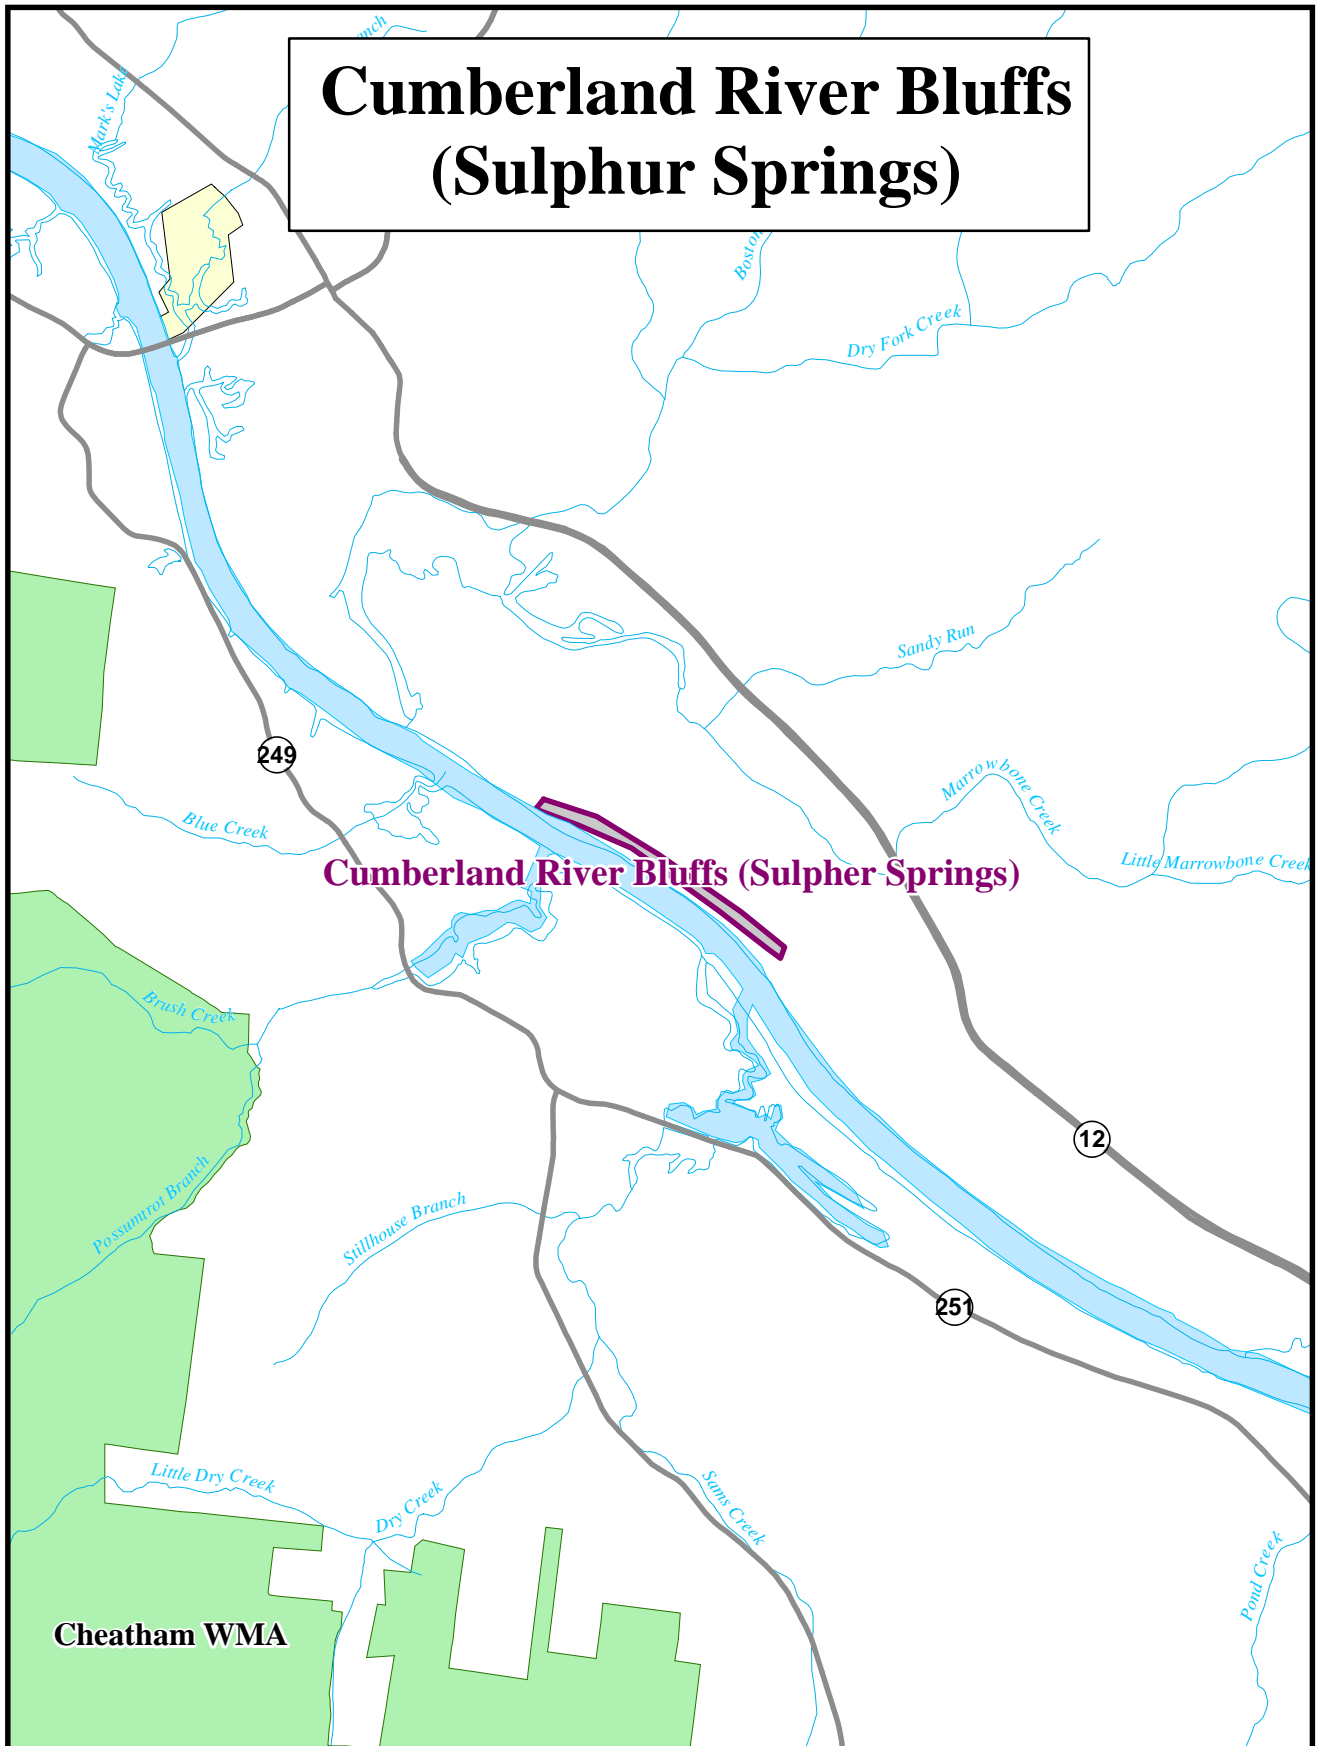 anch
Cumberland River Bluffs
(Sulphur Springs)
Mark's Lake
Boston
Dry Fork Creek
Sandy Run
249
Marrowbone Creek
Blue Creek
Little Marrowbone Creek
Cumberland River Bluffs (Sulpher Springs)
Brush Creek
12
Possumtrot Branch
Stillhouse Branch
251
Little Dry Creek
Dry Creek
Sams Creek
Pond Creek
Cheatham WMA